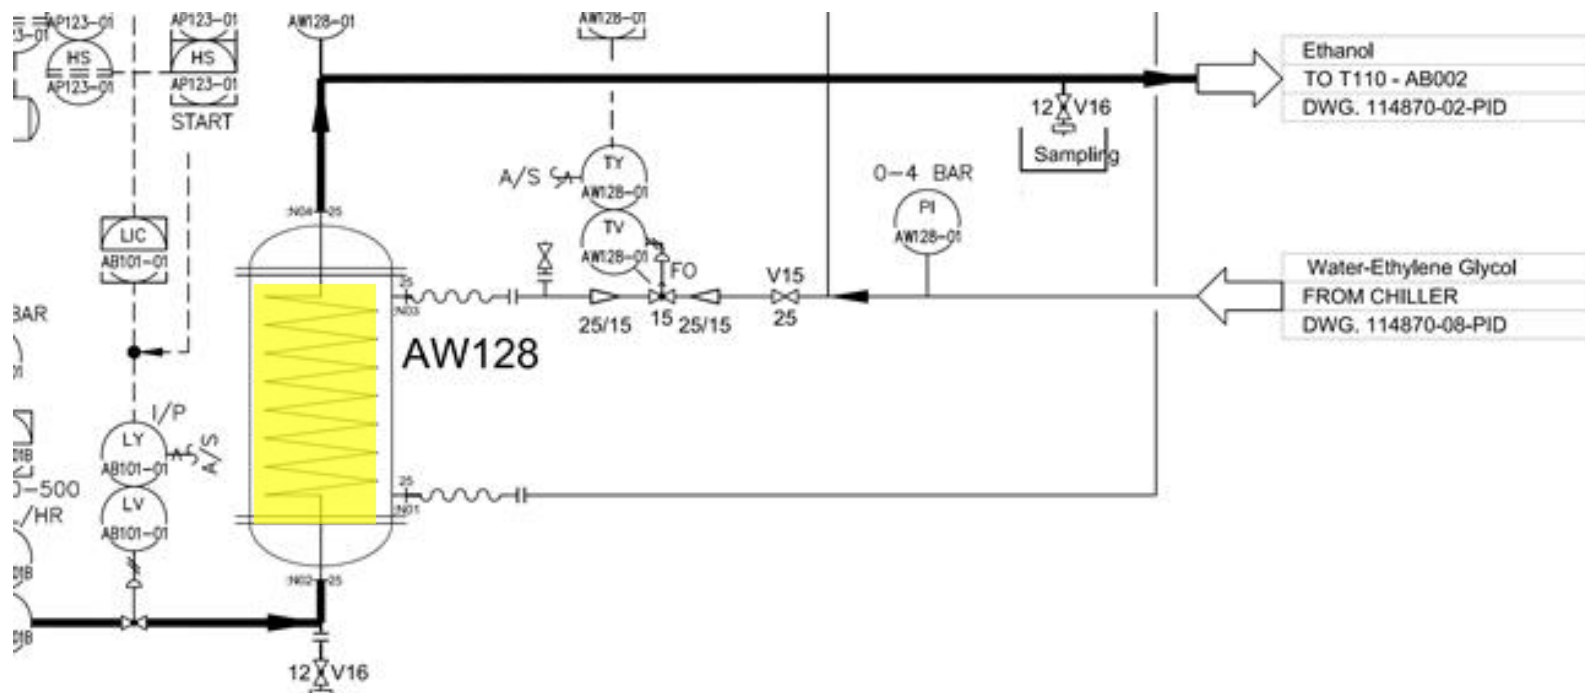 AP123-01
AP123-01
AW128-01
AW128-01
HS
HS
AP123-01
AP123-01
START
Ethanol
TO T110 - AB002
DWG. 114870-02-PID
12 V16
Sampling
A/S
TY
AW128-01
TV
AW128-01
FO
0-4 BAR
PI
AW128-01
LIC
AB101-01
:N04 25
25
:N03
25/15
15
25/15
V15
25
Water-Ethylene Glycol
FROM CHILLER
DWG. 114870-08-PID
BAR
AW128
I/P
LY
AB101-01
A/S
LV
AB101-01
0-500
/HR
25
:N01
:N02 25
01B
01B
01B
12 V16